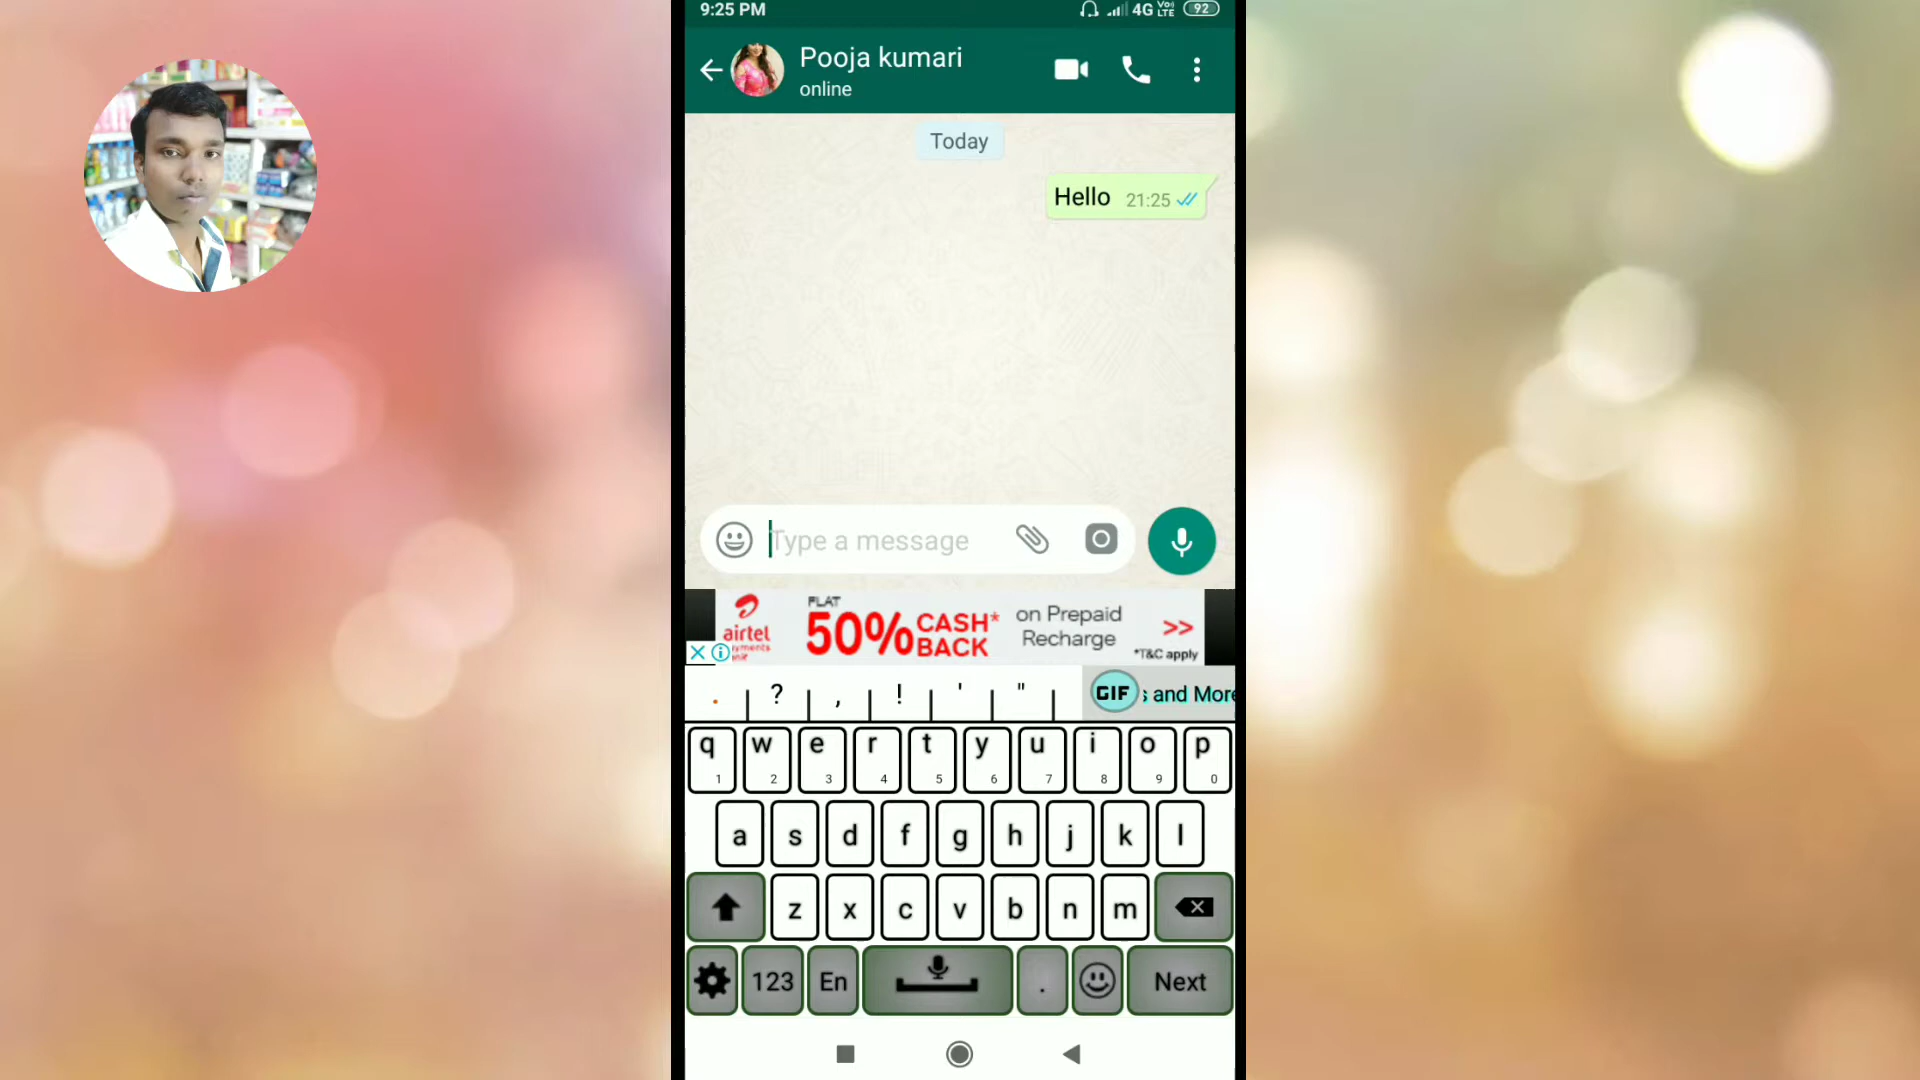 9:25 PM 4G Vo) LTE 92
Pooja kumari
online
Today
Hello 21:25
Type a message
airtel
FLAT
50% CASH* BACK
on Prepaid
Recharge
>>
*T&C apply
. ? , ! ' " GIF s and More
q w e r t y u i o p
1 2 3 4 5 6 7 8 9 0
a s d f g h j k l
z x c v b n m
123 En . Next